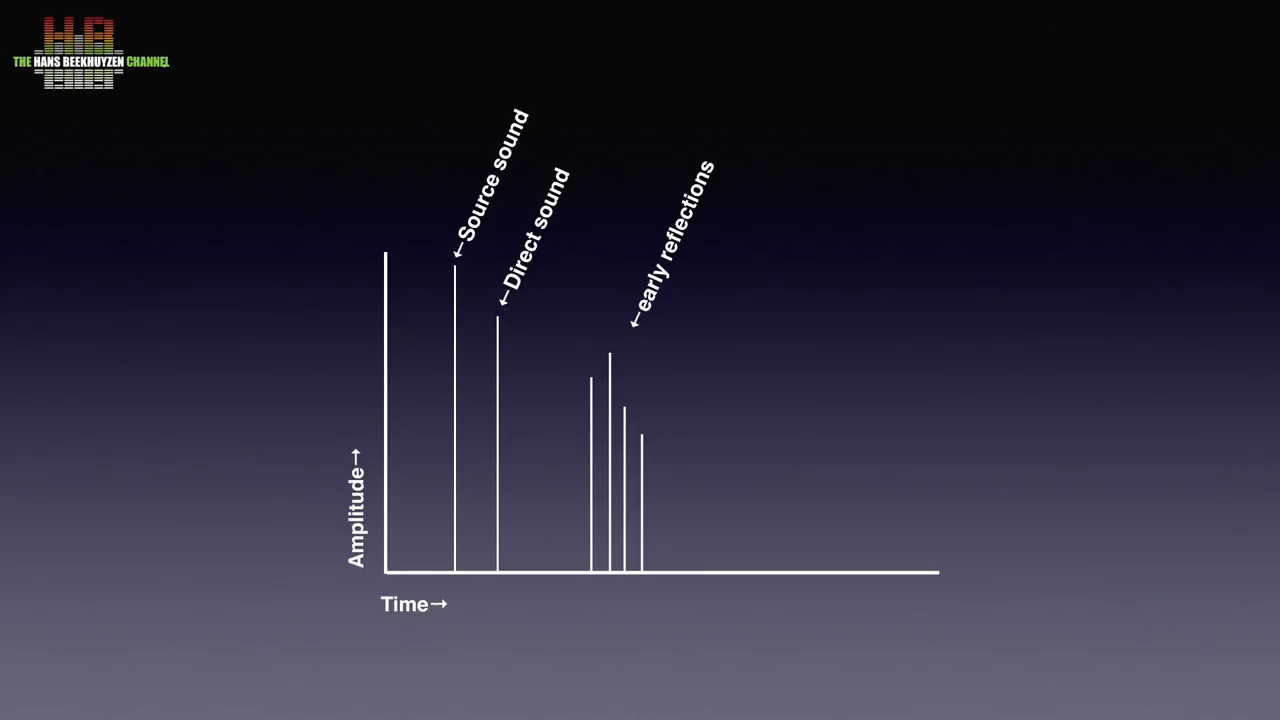 THE HANS BEEKHUYZEN CHANNEL
←Source sound
←Direct sound
←early reflections
Amplitude→
Time→